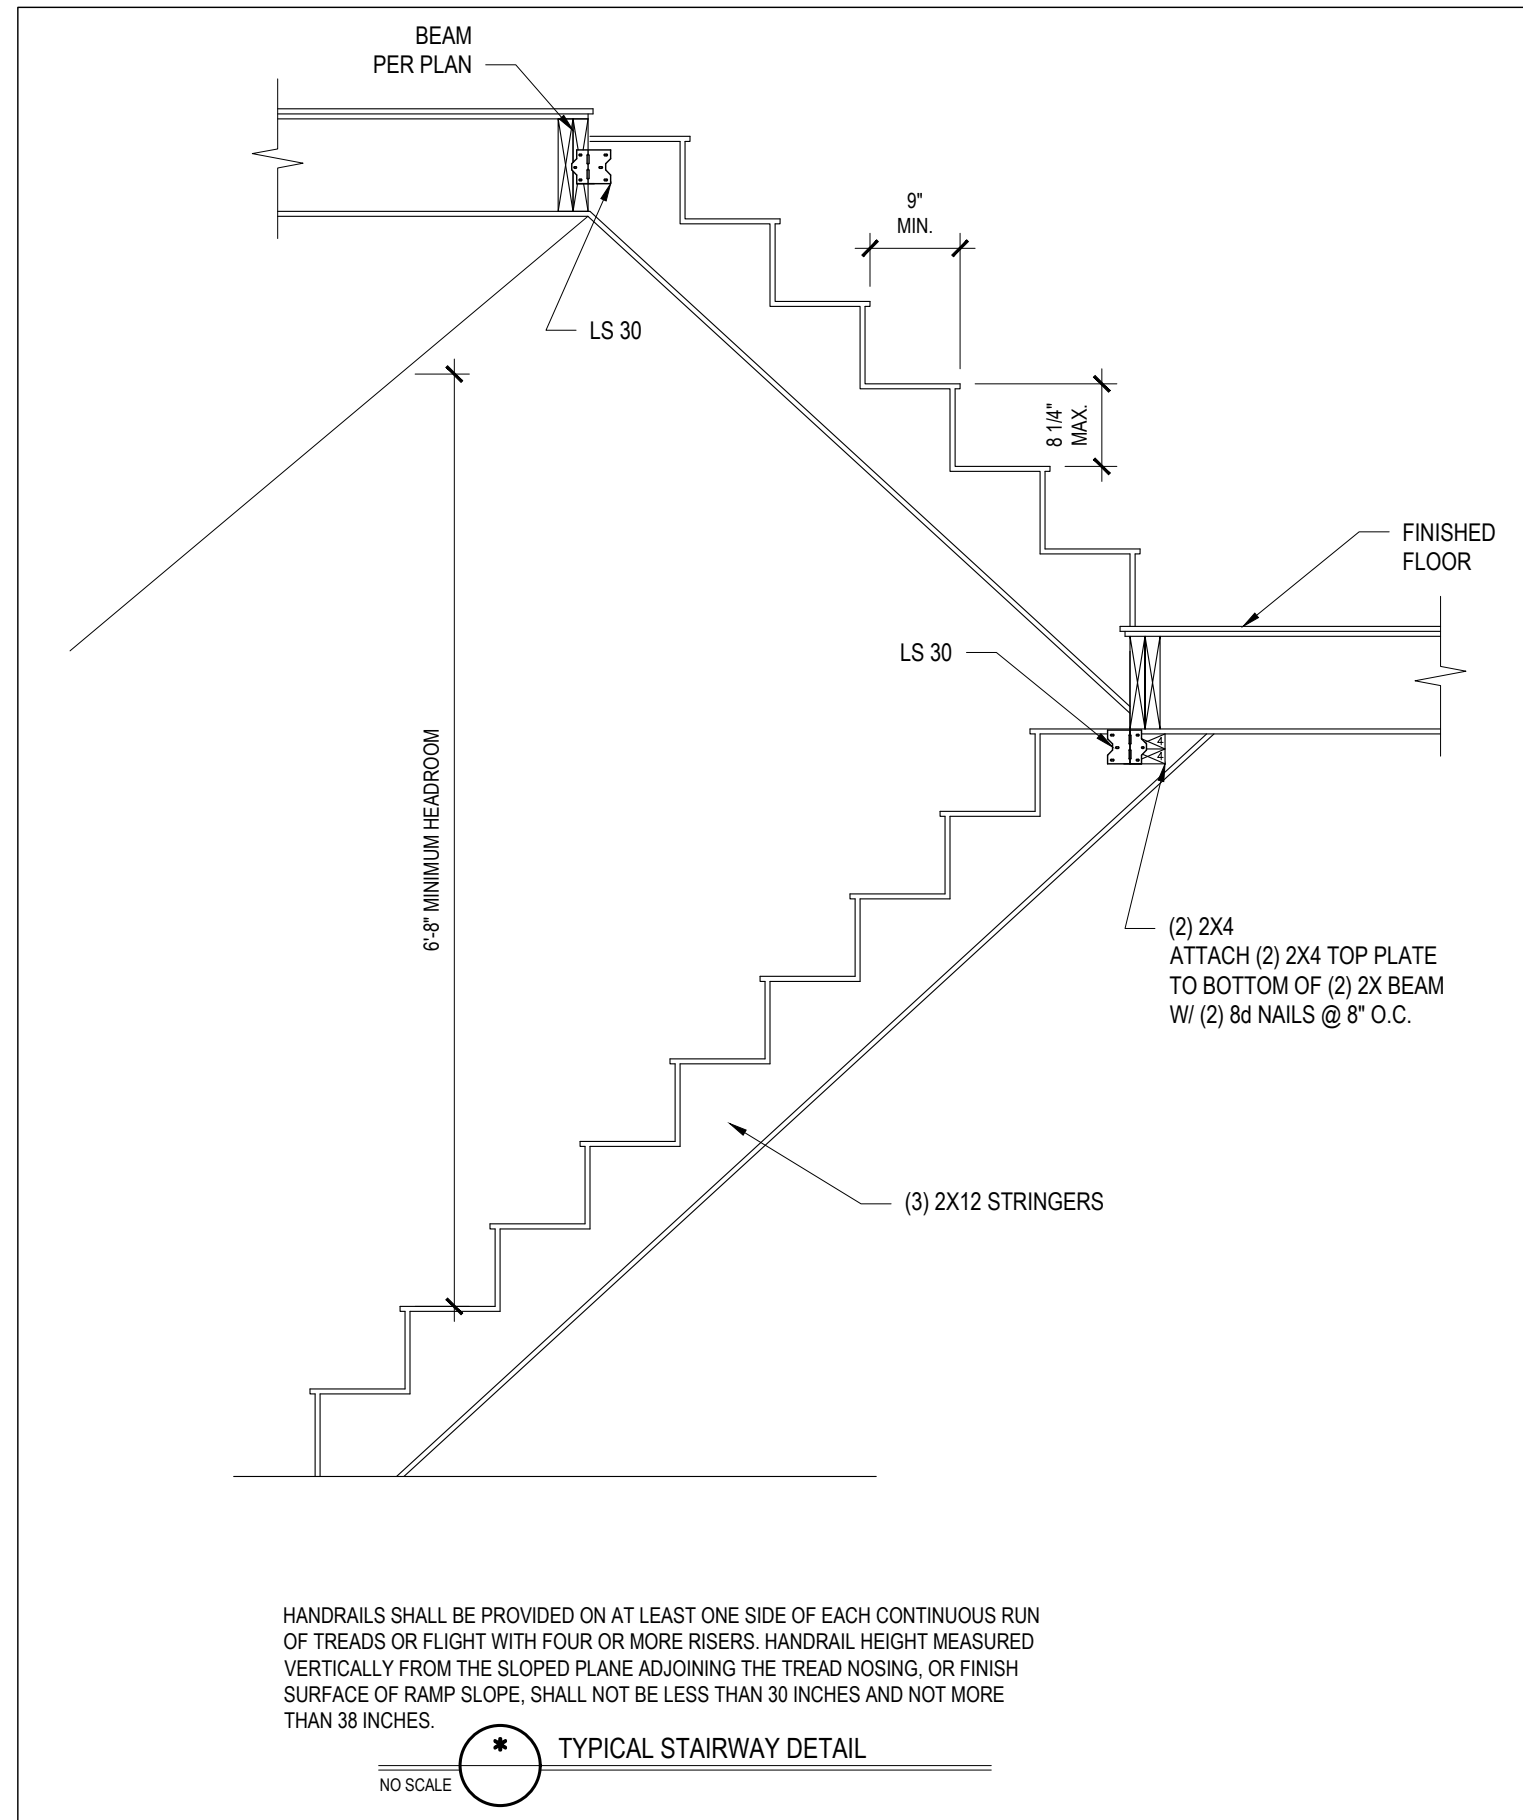 BEAM
PER PLAN
9"
MIN.
LS 30
8 1/4"
MAX.
FINISHED
FLOOR
LS 30
4
4
6'-8" MINIMUM HEADROOM
(2) 2X4
ATTACH (2) 2X4 TOP PLATE
TO BOTTOM OF (2) 2X BEAM
W/ (2) 8d NAILS @ 8" O.C.
(3) 2X12 STRINGERS
HANDRAILS SHALL BE PROVIDED ON AT LEAST ONE SIDE OF EACH CONTINUOUS RUN
OF TREADS OR FLIGHT WITH FOUR OR MORE RISERS. HANDRAIL HEIGHT MEASURED
VERTICALLY FROM THE SLOPED PLANE ADJOINING THE TREAD NOSING, OR FINISH
SURFACE OF RAMP SLOPE, SHALL NOT BE LESS THAN 30 INCHES AND NOT MORE
THAN 38 INCHES.
* TYPICAL STAIRWAY DETAIL
NO SCALE